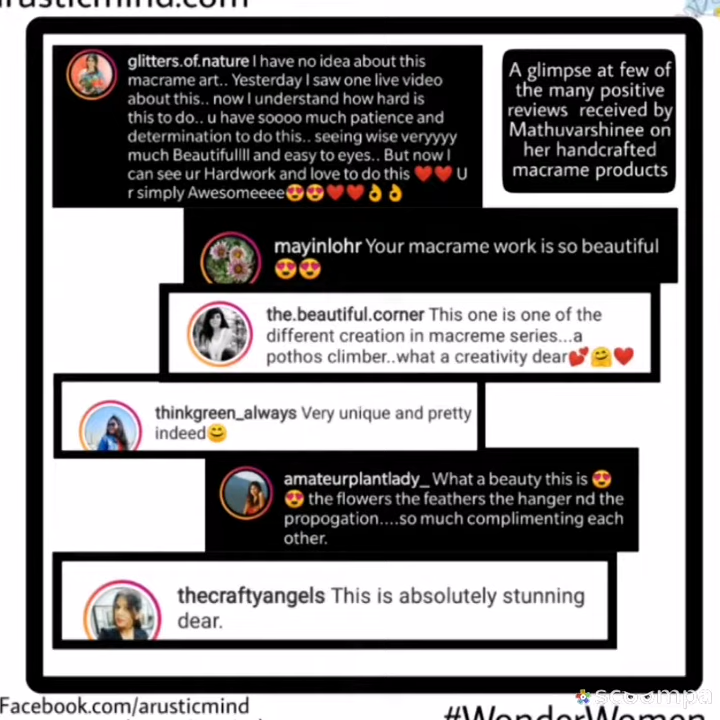 arusticmind.com
glitters.of.nature I have no idea about this
macrame art.. Yesterday I saw one live video
about this.. now I understand how hard is
this to do.. u have soooo much patience and
determination to do this.. seeing wise veryyyy
much Beautifullll and easy to eyes.. But now I
can see ur Hardwork and love to do this ❤️❤️ U
r simply Awesomeeee😍😍❤️❤️👌👌
A glimpse at few of
the many positive
reviews received by
Mathuvarshinee on
her handcrafted
macrame products
mayinlohr Your macrame work is so beautiful
😍😍
the.beautiful.corner This one is one of the
different creation in macreme series...a
pothos climber..what a creativity dear💕🤗❤️
thinkgreen_always Very unique and pretty
indeed😊
amateurplantlady_ What a beauty this is 😍
😍 the flowers the feathers the hanger nd the
propogation....so much complimenting each
other.
thecraftyangels This is absolutely stunning
dear.
Facebook.com/arusticmind
scoompa
#WonderWomen